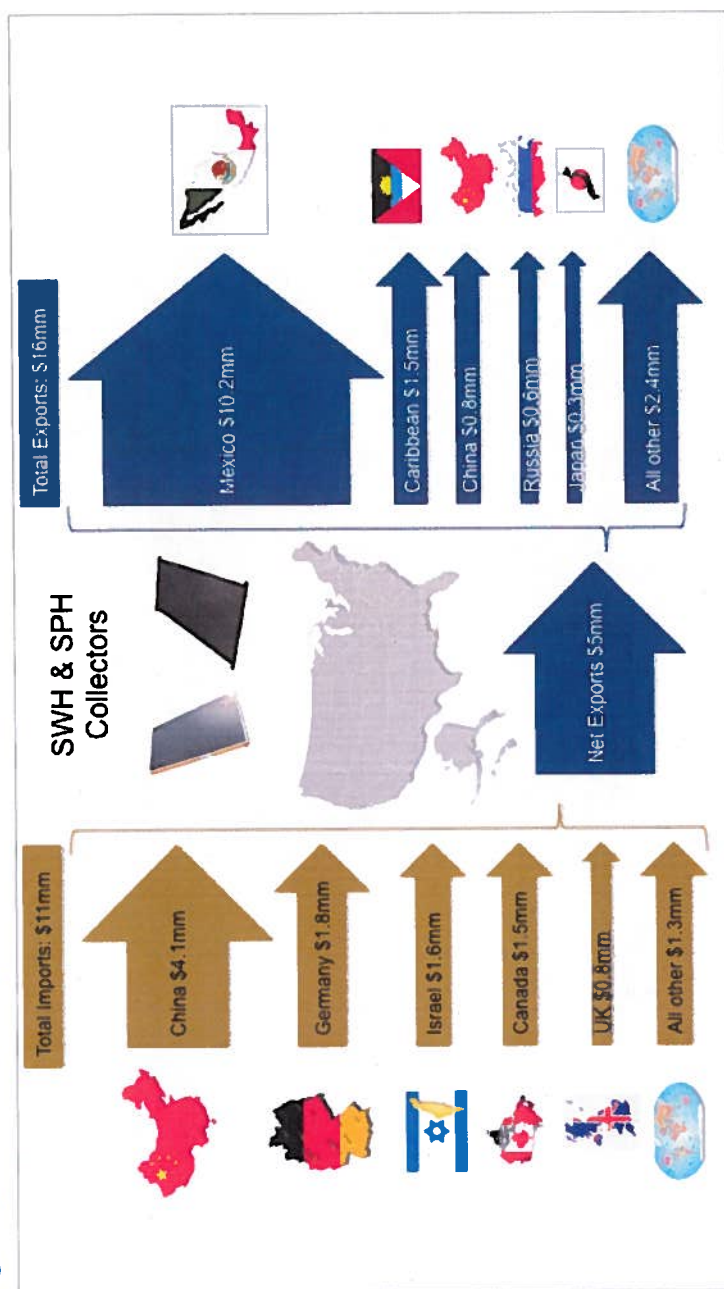 SWH & SPH
Collectors
Total Imports: $11mm
China $4.1mm
Germany $1.8mm
Israel $1.6mm
Canada $1.5mm
UK $0.8mm
All other $1.3mm
Net Exports $5mm
Total Exports: $16mm
Mexico $10.2mm
Caribbean $1.5mm
China $0.8mm
Russia $0.6mm
Japan $0.3mm
All other $2.4mm